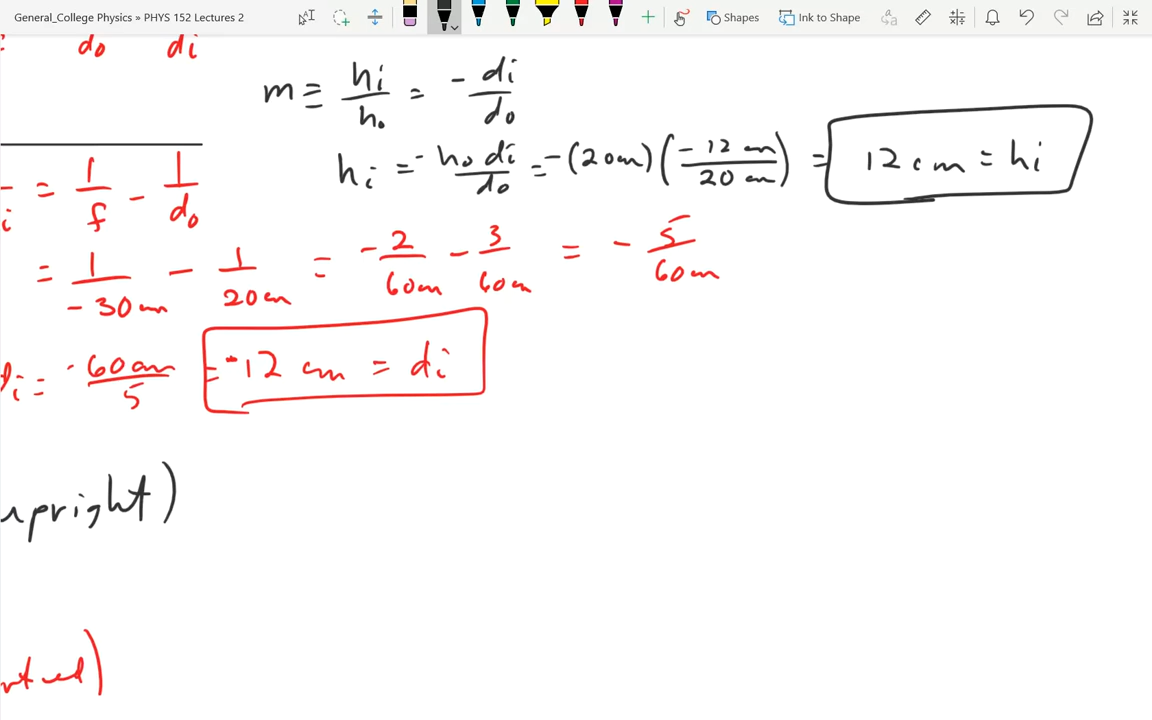 General_College Physics » PHYS 152 Lectures 2
Shapes
Ink to Shape
do di
m ≡ hi/ho = - di/do
hi = - ho di/do = -(20cm)(-12 cm/20 cm) = 12 cm = hi
i = 1/f - 1/do
= 1/-30cm - 1/20cm = -2/60cm - 3/60cm = - 5/60cm
di = -60cm/5 = -12 cm = di
upright)